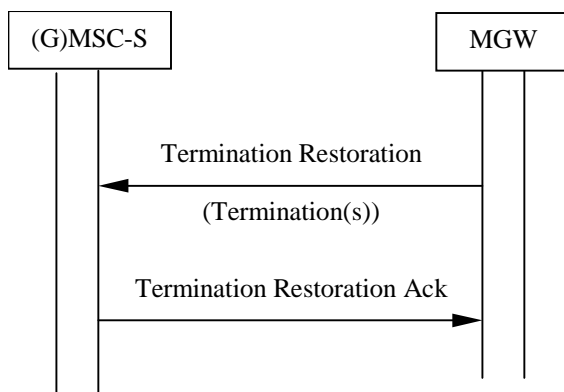 (G)MSC-S
MGW
Termination Restoration
(Termination(s))
Termination Restoration Ack